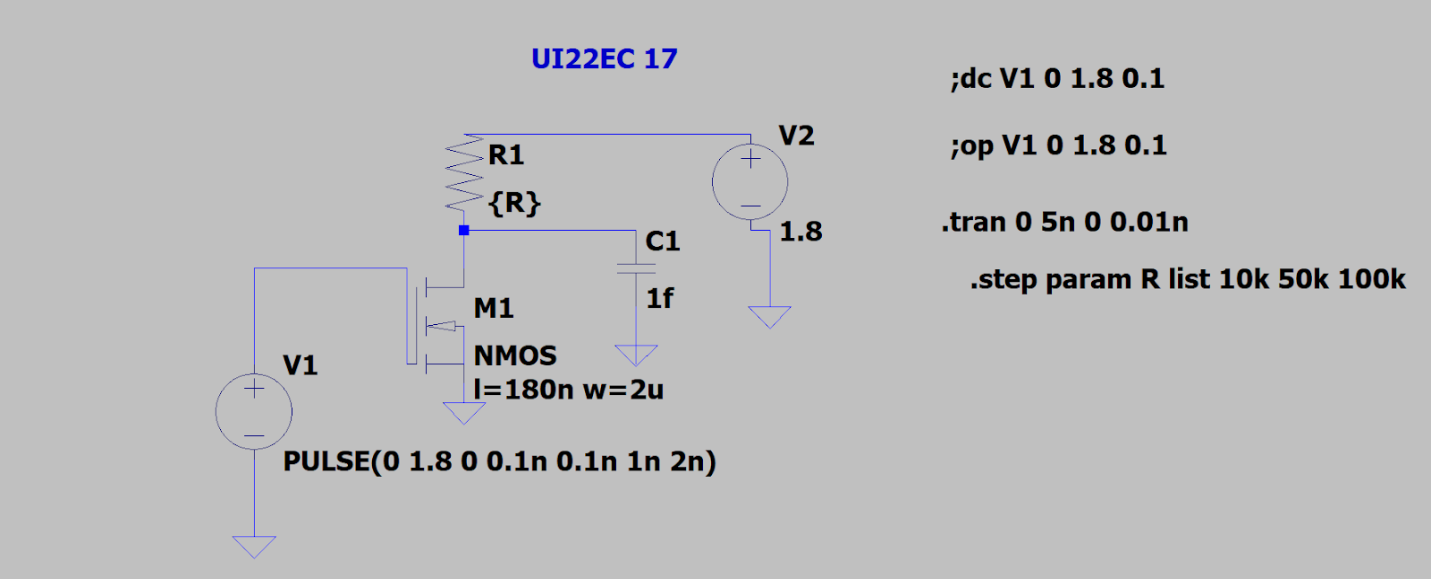 UI22EC 17
;dc V1 0 1.8 0.1
V2
;op V1 0 1.8 0.1
R1
{R}
.tran 0 5n 0 0.01n
1.8
C1
.step param R list 10k 50k 100k
1f
M1
NMOS
V1
l=180n w=2u
PULSE(0 1.8 0 0.1n 0.1n 1n 2n)